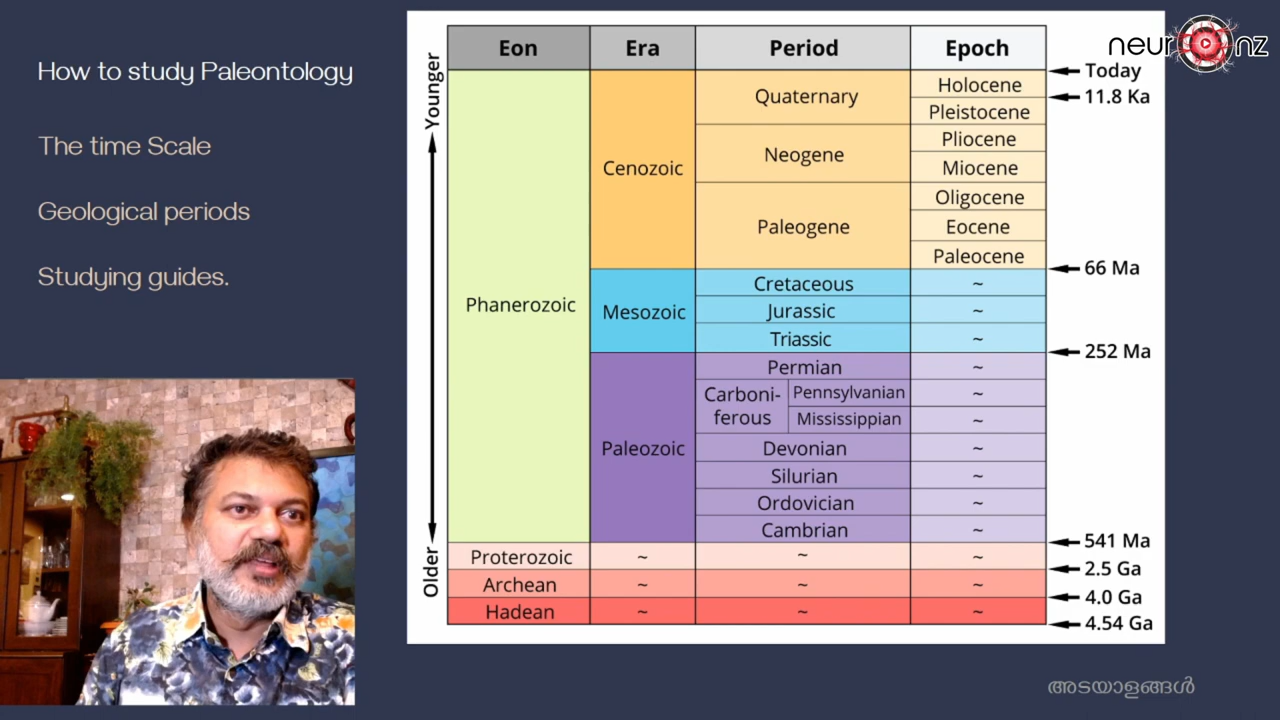 How to study Paleontology
The time Scale
Geological periods
Studying guides.
neuronz
Younger
Older
Eon Era Period Epoch
Phanerozoic
Cenozoic
Quaternary
Holocene
Pleistocene
Neogene
Pliocene
Miocene
Paleogene
Oligocene
Eocene
Paleocene
Mesozoic
Cretaceous ~
Jurassic ~
Triassic ~
Paleozoic
Permian ~
Carboni-
ferous
Pennsylvanian ~
Mississippian ~
Devonian ~
Silurian ~
Ordovician ~
Cambrian ~
Proterozoic ~ ~ ~
Archean ~ ~ ~
Hadean ~ ~ ~
Today
11.8 Ka
66 Ma
252 Ma
541 Ma
2.5 Ga
4.0 Ga
4.54 Ga
അടയാളങ്ങൾ